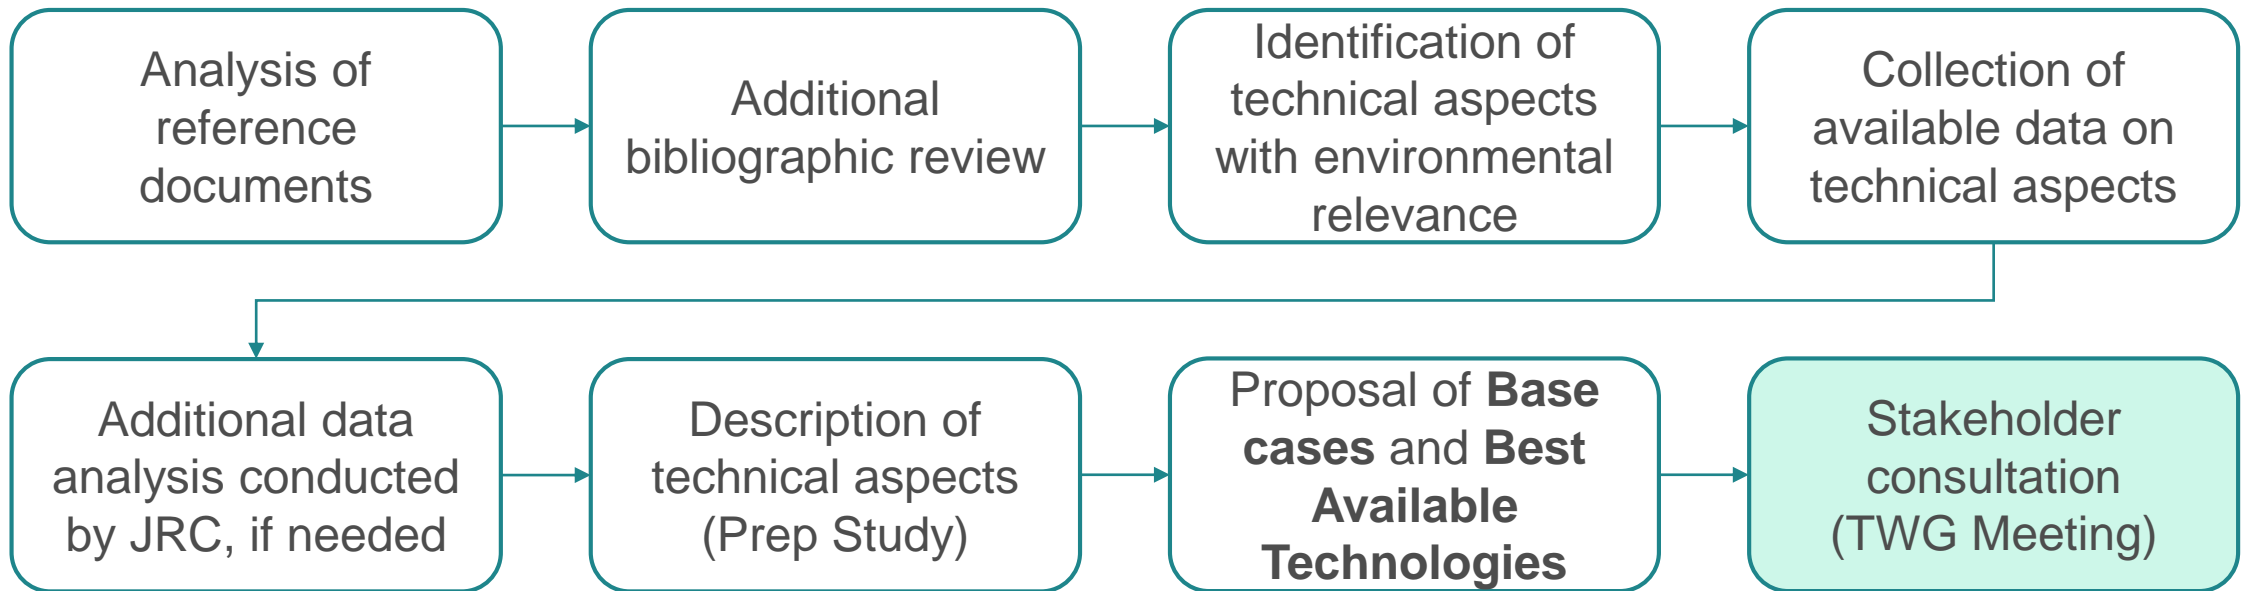 Analysis of
reference
documents
Additional
bibliographic review
Identification of
technical aspects
with environmental
relevance
Collection of
available data on
technical aspects
Additional data
analysis conducted
by JRC, if needed
Description of
technical aspects
(Prep Study)
Proposal of Base
cases and Best
Available
Technologies
Stakeholder
consultation
(TWG Meeting)